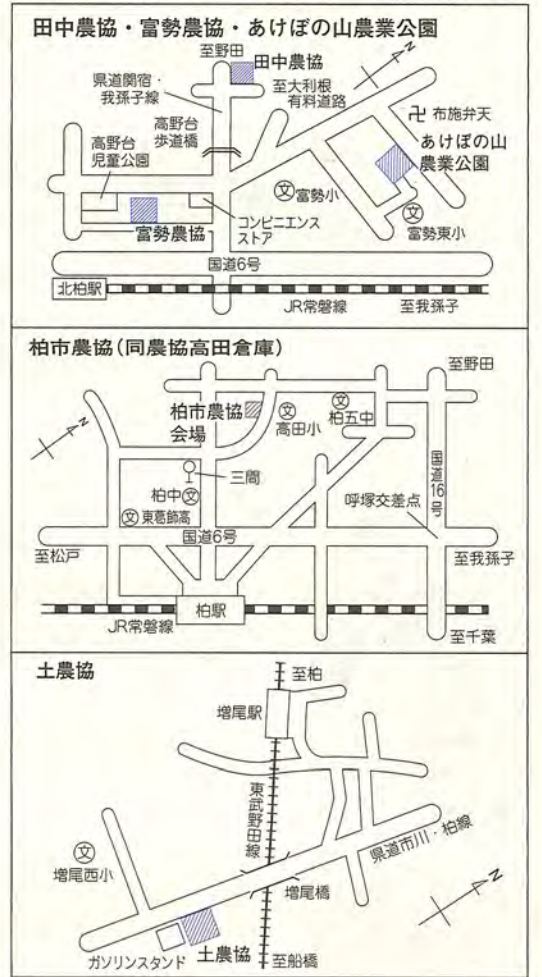 田中農協・富勢農協・あけぼの山農業公園
至野田
田中農協
県道関宿・
我孫子線
至大利根
有料道路
N
卍布施弁天
高野台
歩道橋
あけぼの山
農業公園
高野台
児童公園
文富勢小
文
富勢東小
富勢農協
コンビニエンス
ストア
国道6号
北柏駅
JR常磐線
至我孫子
柏市農協(同農協高田倉庫)
至野田
N
柏市農協
会場
文
高田小
文
柏五中
国道16号
三間
柏中文
呼塚交差点
文東葛飾高
国道6号
至松戸
至我孫子
柏駅
JR常磐線
至千葉
土農協
至柏
増尾駅
東武野田線
県道市川・柏線
文
増尾西小
増尾橋
N
土農協
ガソリンスタンド
至船橋